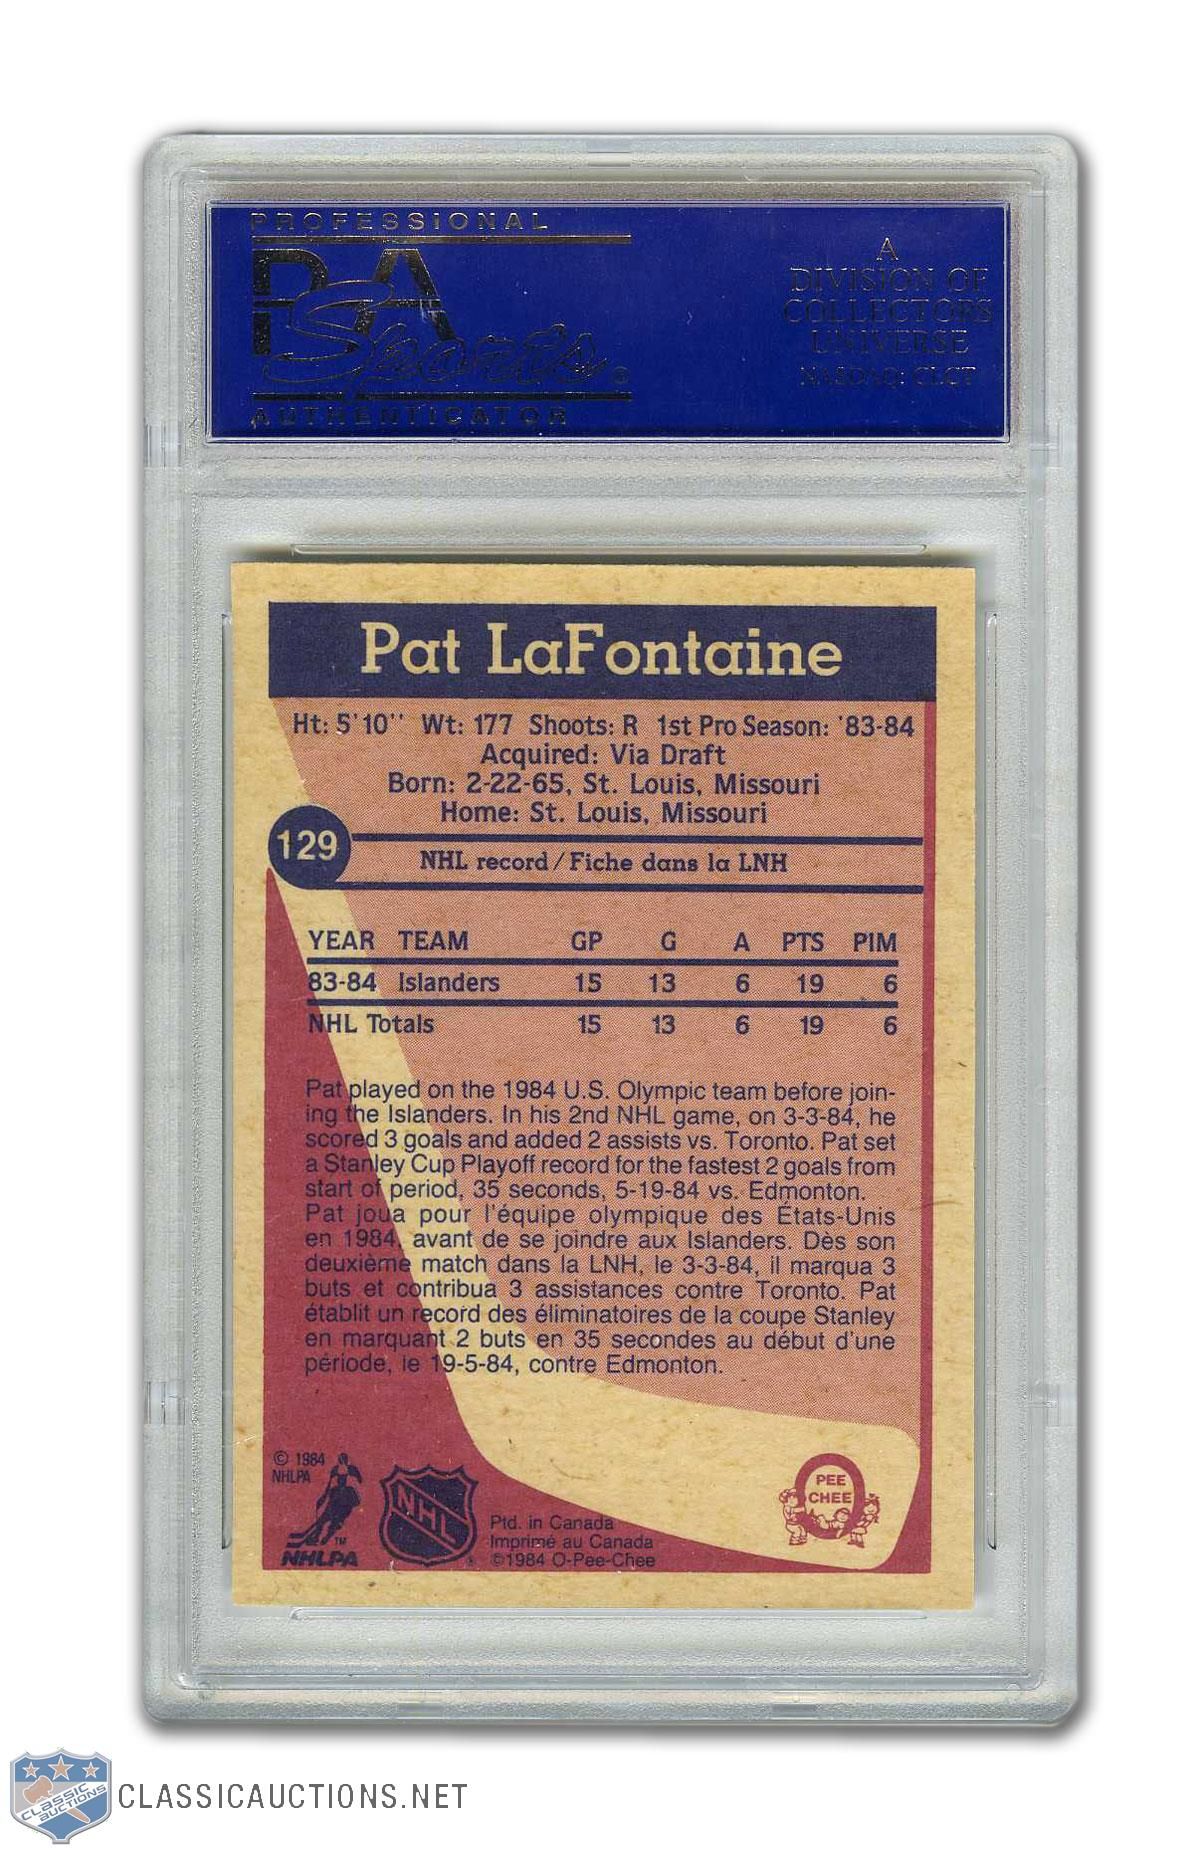 PROFESSIONAL
PSA
Sports
AUTHENTICATOR
A
DIVISION OF
COLLECTORS
UNIVERSE
NASDAQ: CLCT
Pat LaFontaine
Ht: 5'10'' Wt: 177 Shoots: R 1st Pro Season: '83-84
Acquired: Via Draft
Born: 2-22-65, St. Louis, Missouri
Home: St. Louis, Missouri
129
NHL record/Fiche dans la LNH
YEAR TEAM GP G A PTS PIM
83-84 Islanders 15 13 6 19 6
NHL Totals 15 13 6 19 6
Pat played on the 1984 U.S. Olympic team before join-
ing the Islanders. In his 2nd NHL game, on 3-3-84, he
scored 3 goals and added 2 assists vs. Toronto. Pat set
a Stanley Cup Playoff record for the fastest 2 goals from
start of period, 35 seconds, 5-19-84 vs. Edmonton.
Pat joua pour l'équipe olympique des États-Unis
en 1984, avant de se joindre aux Islanders. Dès son
deuxième match dans la LNH, le 3-3-84, il marqua 3
buts et contribua 3 assistances contre Toronto. Pat
établit un record des éliminatoires de la coupe Stanley
en marquant 2 buts en 35 secondes au début d'une
période, le 19-5-84, contre Edmonton.
© 1984
NHLPA
TM
NHLPA
NHL
Ptd. in Canada
Imprimé au Canada
©1984 O-Pee-Chee
PEE
CHEE
CLASSIC
AUCTIONS
CLASSICAUCTIONS.NET